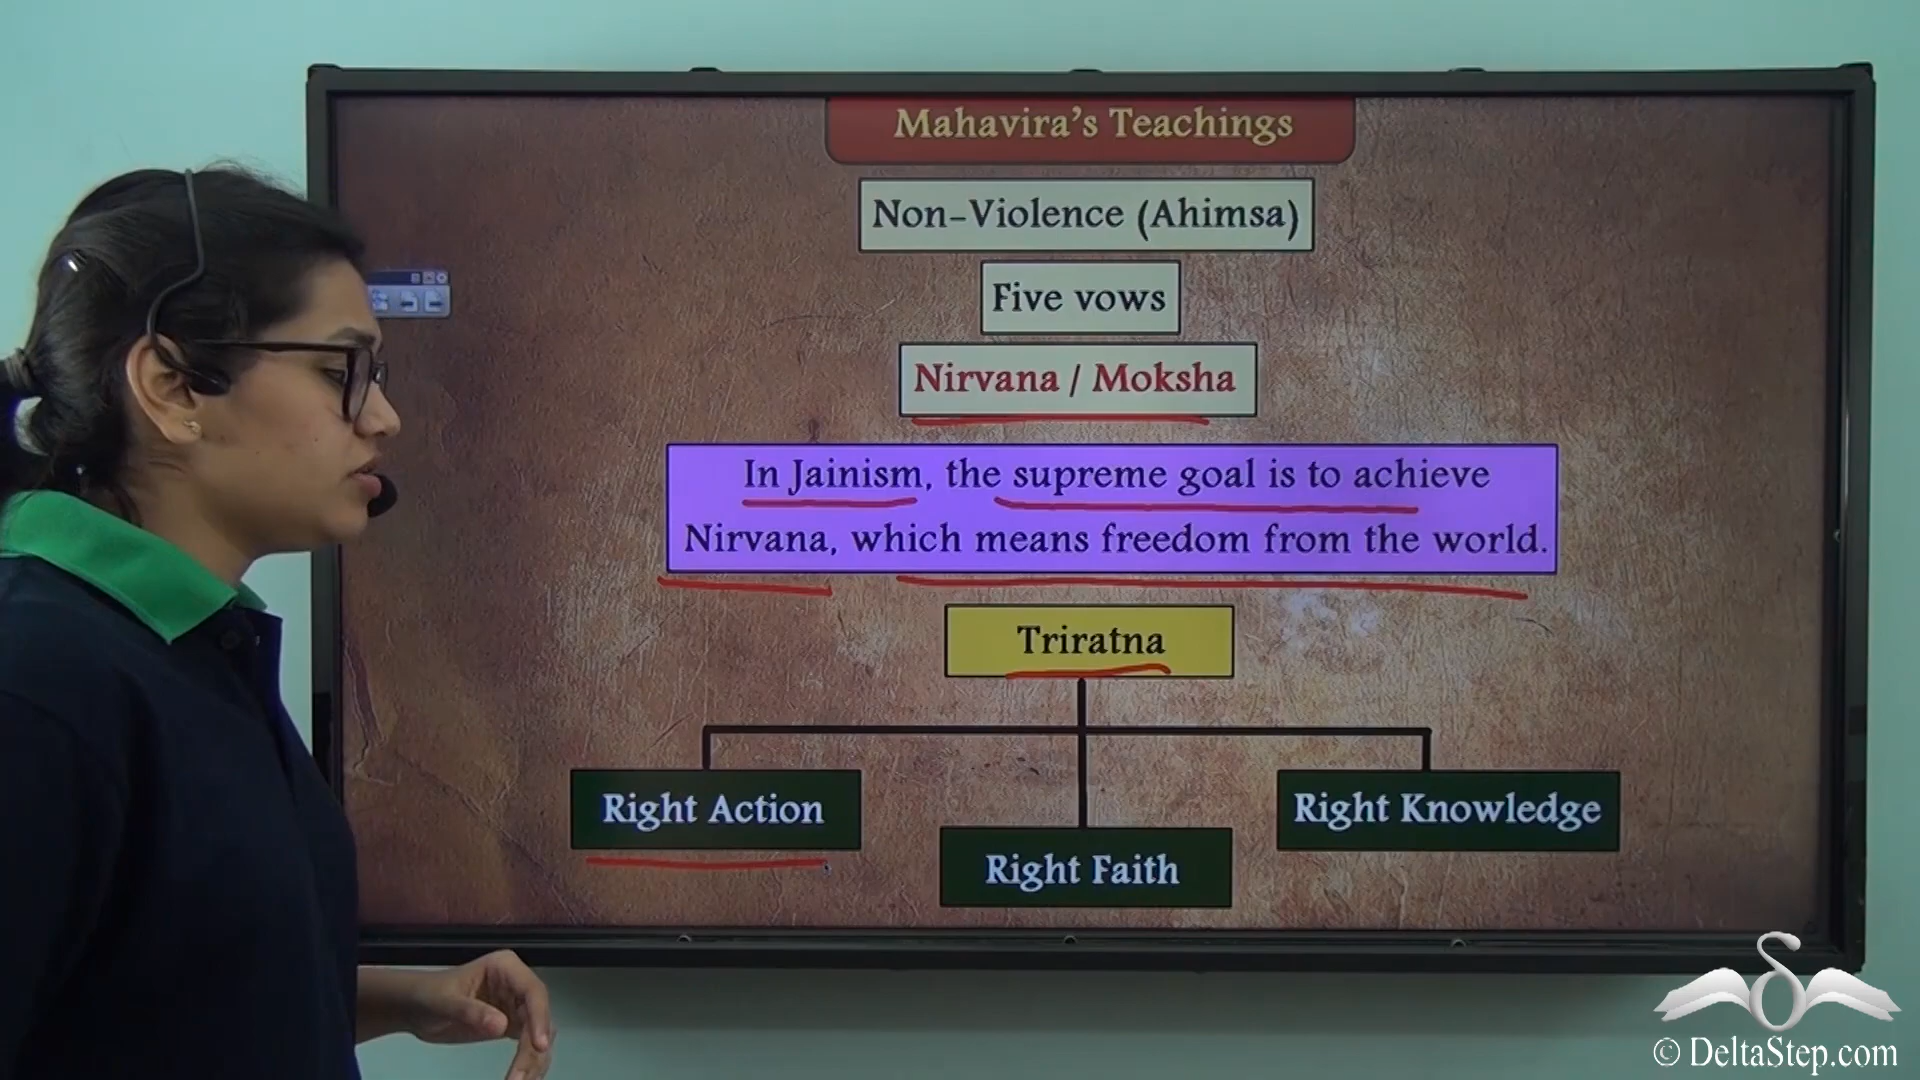 Mahavira's Teachings
Non-Violence (Ahimsa)
Five vows
Nirvana / Moksha
In Jainism, the supreme goal is to achieve
Nirvana, which means freedom from the world.
Triratna
Right Action
Right Faith
Right Knowledge
© DeltaStep.com